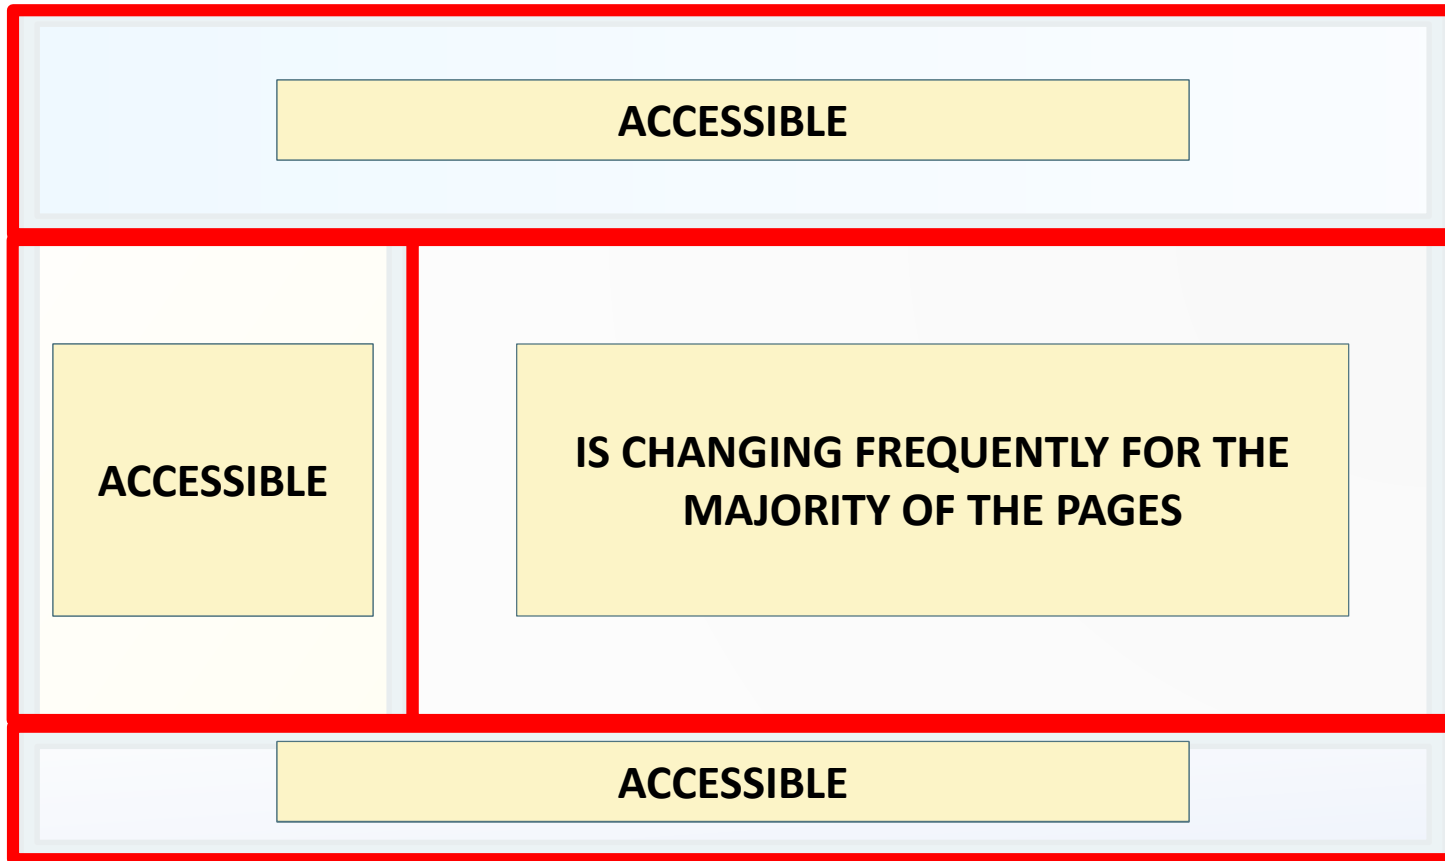 ACCESSIBLE
ACCESSIBLE
IS CHANGING FREQUENTLY FOR THE
MAJORITY OF THE PAGES
ACCESSIBLE